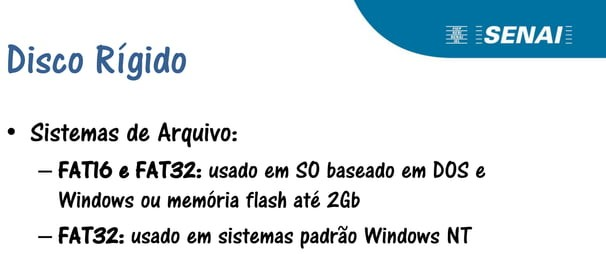 SENAI
Disco Rígido
• Sistemas de Arquivo:
– FAT16 e FAT32: usado em SO baseado em DOS e
Windows ou memória flash até 2Gb
– FAT32: usado em sistemas padrão Windows NT